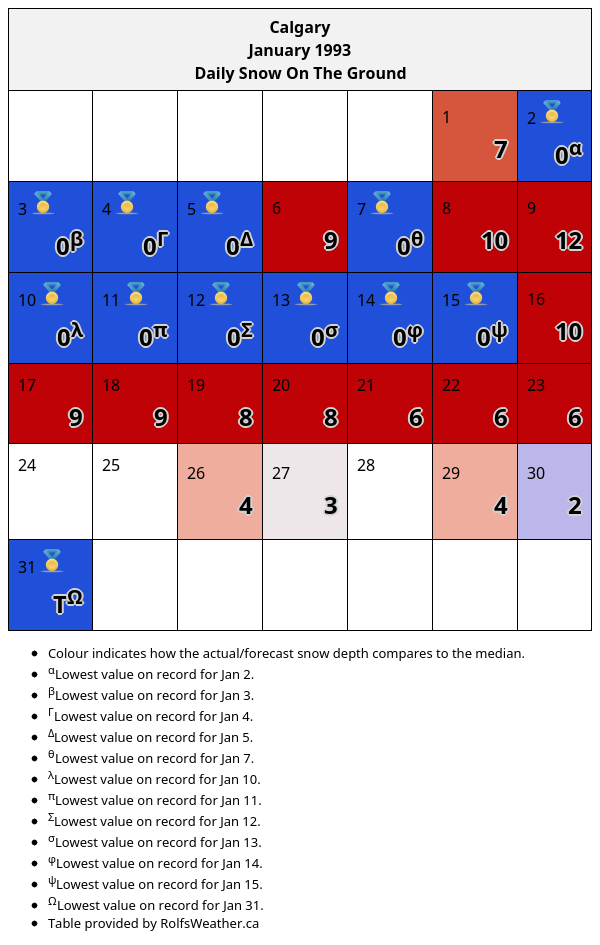 Calgary
January 1993
Daily Snow On The Ground
1 2
7 0α
3 4 5 6 7 8 9
0β 0Γ 0Δ 9 0θ 10 12
10 11 12 13 14 15 16
0λ 0π 0Σ 0σ 0φ 0ψ 10
17 18 19 20 21 22 23
9 9 8 8 6 6 6
24 25 26 27 28 29 30
4 3 4 2
31
TΩ
Colour indicates how the actual/forecast snow depth compares to the median.
αLowest value on record for Jan 2.
βLowest value on record for Jan 3.
ΓLowest value on record for Jan 4.
ΔLowest value on record for Jan 5.
θLowest value on record for Jan 7.
λLowest value on record for Jan 10.
πLowest value on record for Jan 11.
ΣLowest value on record for Jan 12.
σLowest value on record for Jan 13.
φLowest value on record for Jan 14.
ψLowest value on record for Jan 15.
ΩLowest value on record for Jan 31.
Table provided by RolfsWeather.ca